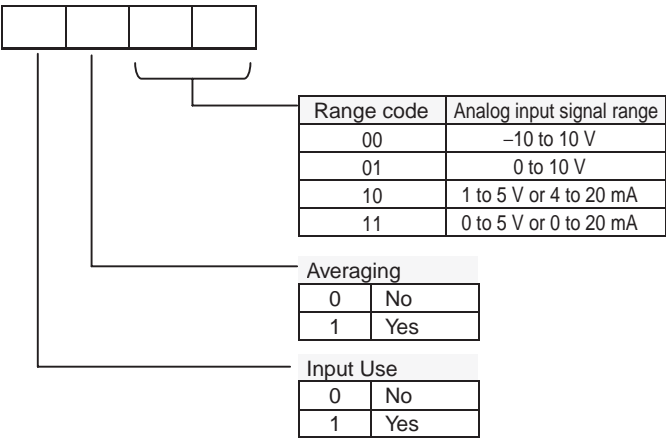 Range code Analog input signal range
00 −10 to 10 V
01 0 to 10 V
10 1 to 5 V or 4 to 20 mA
11 0 to 5 V or 0 to 20 mA
Averaging
0 No
1 Yes
Input Use
0 No
1 Yes